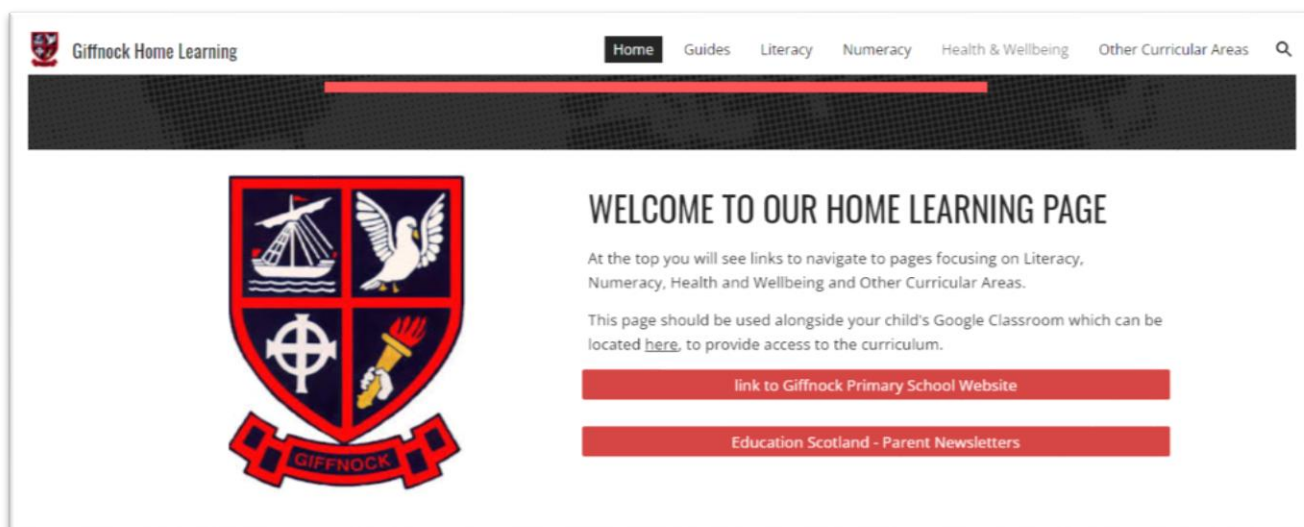 Giffnock Home Learning
Home Guides Literacy Numeracy Health & Wellbeing Other Curricular Areas
WELCOME TO OUR HOME LEARNING PAGE
At the top you will see links to navigate to pages focusing on Literacy,
Numeracy, Health and Wellbeing and Other Curricular Areas.
This page should be used alongside your child's Google Classroom which can be
located here, to provide access to the curriculum.
link to Giffnock Primary School Website
Education Scotland - Parent Newsletters
GIFFNOCK